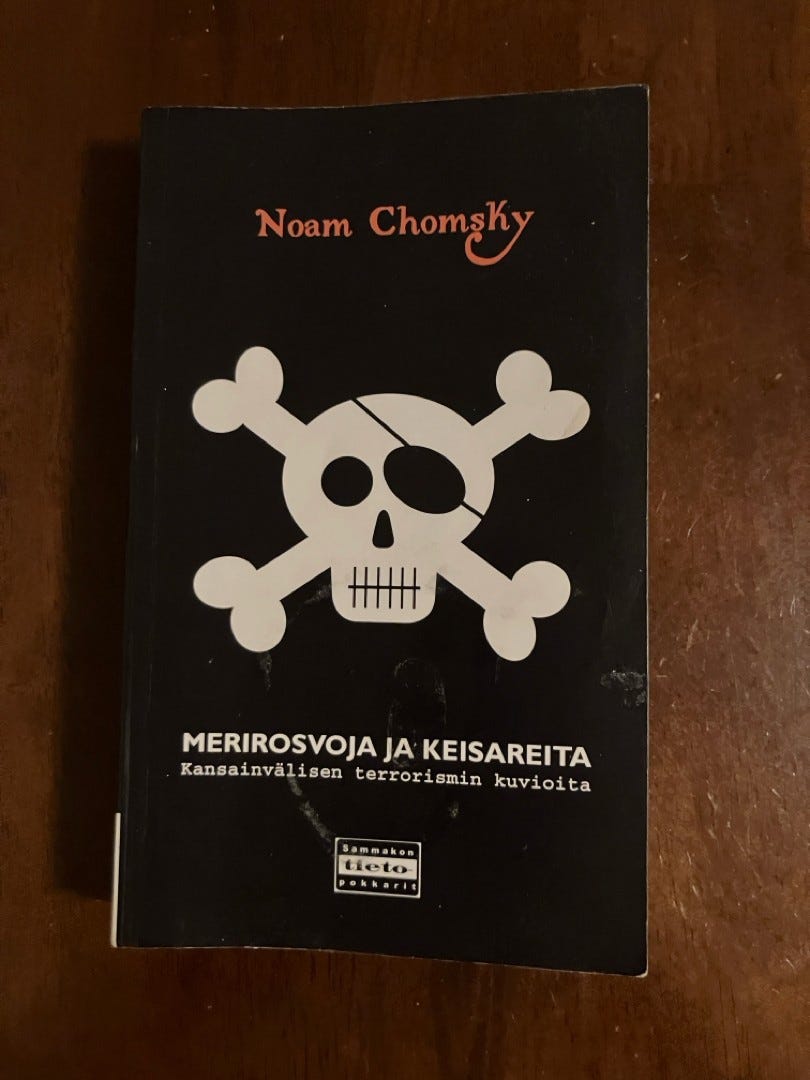 Noam Chomsky
MERIROSVOJA JA KEISAREITA
Kansainvälisen terrorismin kuvioita
Sammakon
tieto-
pokkarit